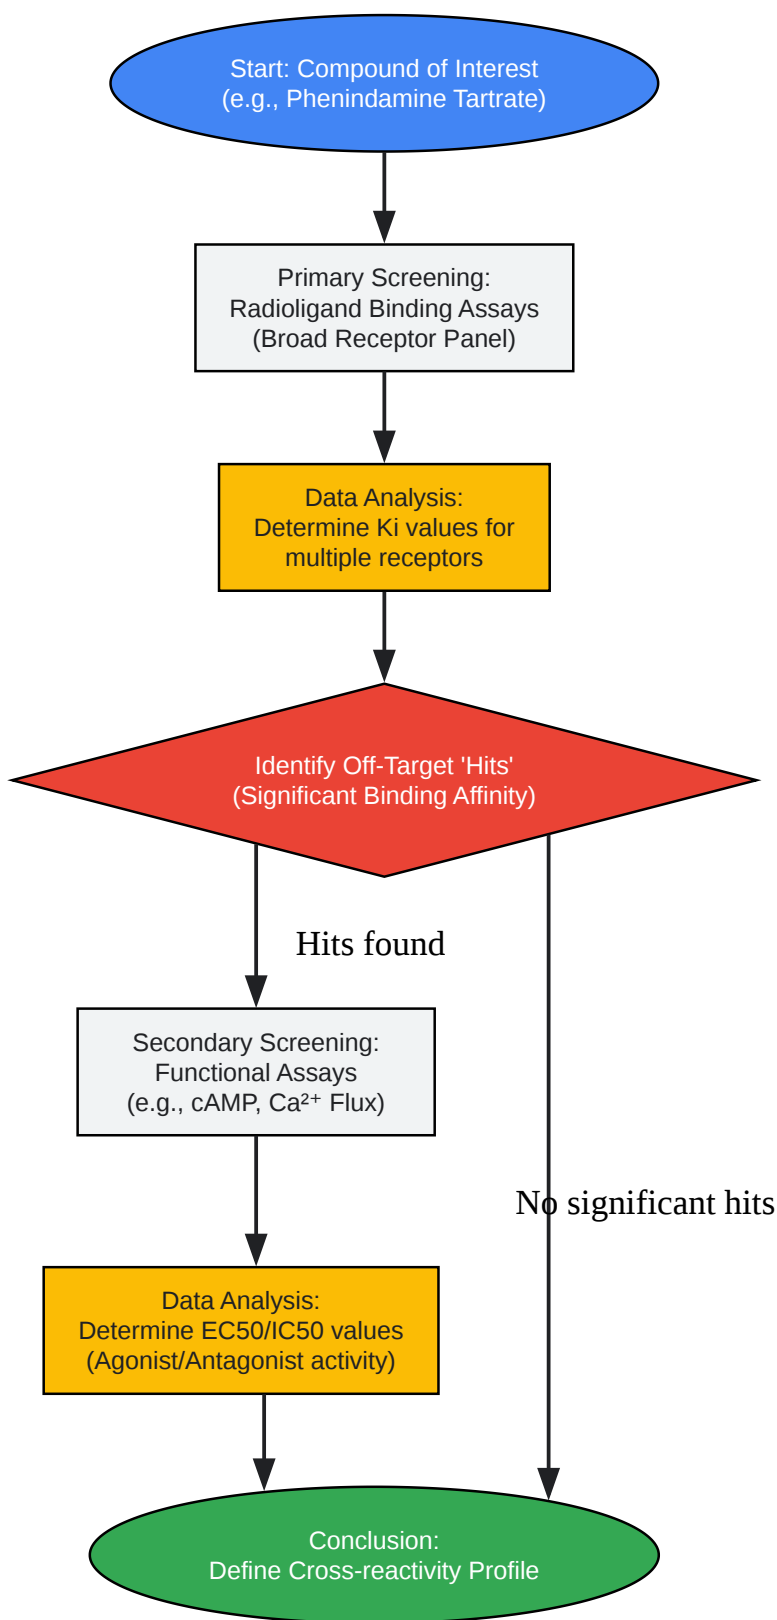 Start: Compound of Interest
(e.g., Phenindamine Tartrate)
Primary Screening:
Radioligand Binding Assays
(Broad Receptor Panel)
Data Analysis:
Determine Ki values for
multiple receptors
Identify Off-Target 'Hits'
(Significant Binding Affinity)
Hits found
Secondary Screening:
Functional Assays
(e.g., cAMP, Ca²⁺ Flux)
No significant hits
Data Analysis:
Determine EC50/IC50 values
(Agonist/Antagonist activity)
Conclusion:
Define Cross-reactivity Profile